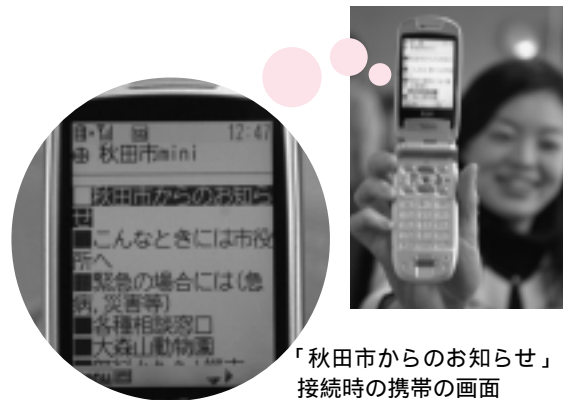 12:47
秋田市mini
秋田市からのお知ら
せ
■こんなときには市役
所へ
■緊急の場合には(急
病,災害等)
■各種相談窓口
■大森山動物園
「秋田市からのお知らせ」
接続時の携帯の画面